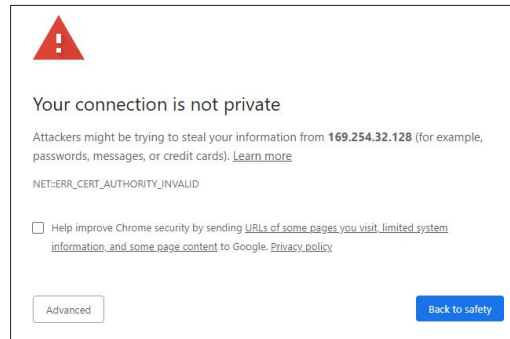 Your connection is not private
Attackers might be trying to steal your information from 169.254.32.128 (for example,
passwords, messages, or credit cards). Learn more
NET::ERR_CERT_AUTHORITY_INVALID
Help improve Chrome security by sending URLs of some pages you visit, limited system
information, and some page content to Google. Privacy policy
Advanced
Back to safety